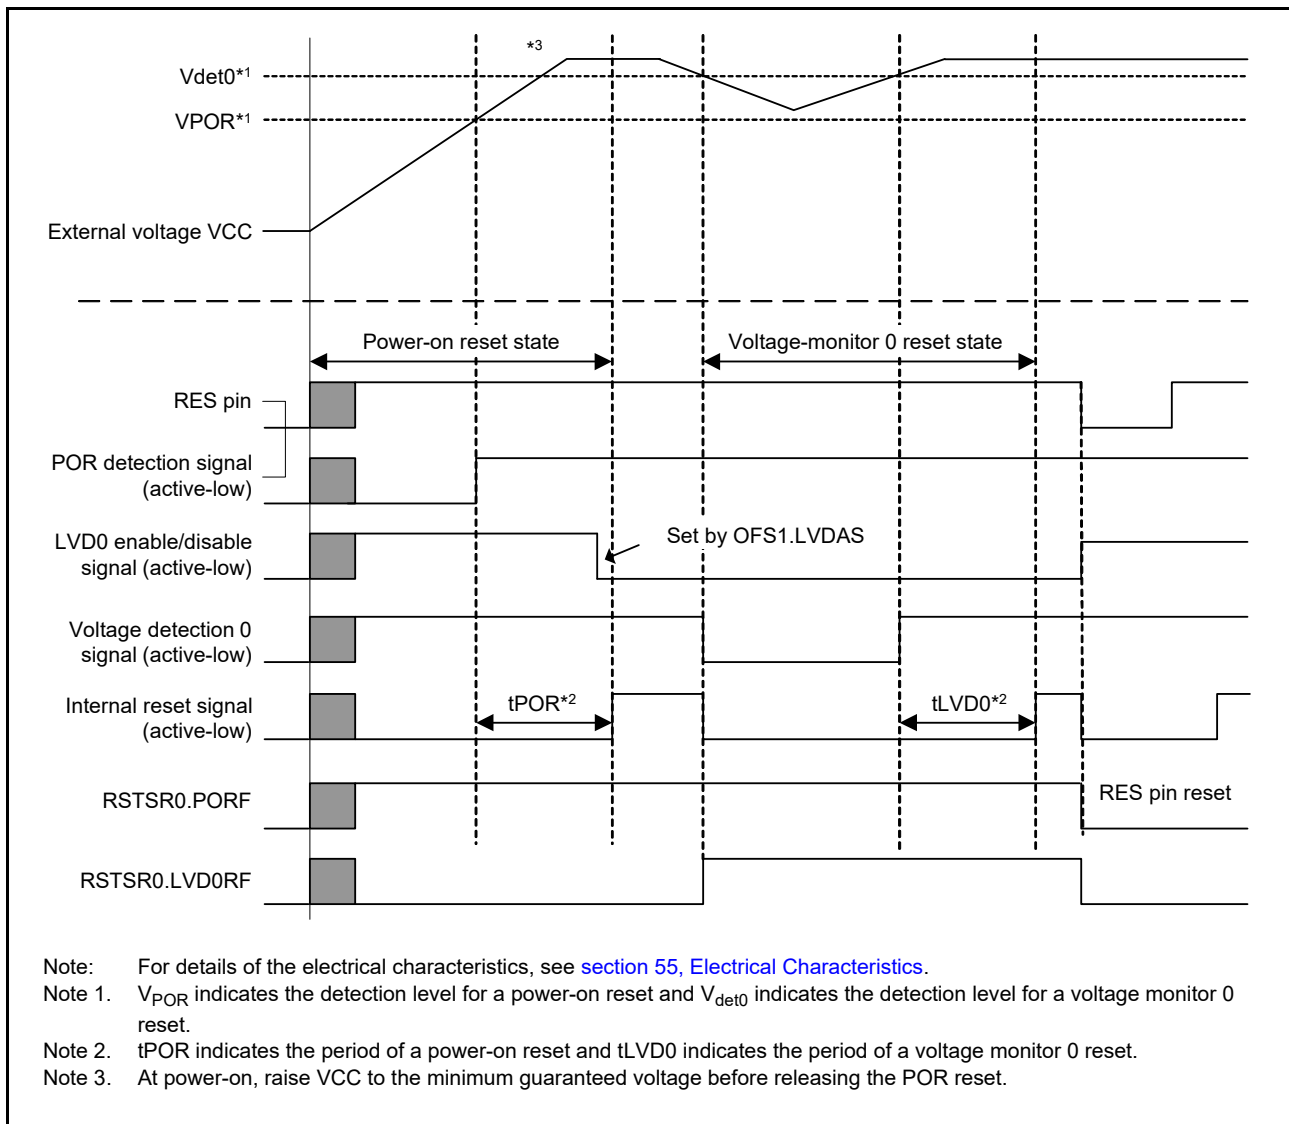 *3
Vdet0*1
VPOR*1
External voltage VCC
Power-on reset state
Voltage-monitor 0 reset state
RES pin
POR detection signal
(active-low)
LVD0 enable/disable
signal (active-low)
Set by OFS1.LVDAS
Voltage detection 0
signal (active-low)
Internal reset signal
(active-low)
tPOR*2
tLVD0*2
RSTSR0.PORF
RES pin reset
RSTSR0.LVD0RF
Note: For details of the electrical characteristics, see section 55, Electrical Characteristics.
Note 1. VPOR indicates the detection level for a power-on reset and Vdet0 indicates the detection level for a voltage monitor 0
reset.
Note 2. tPOR indicates the period of a power-on reset and tLVD0 indicates the period of a voltage monitor 0 reset.
Note 3. At power-on, raise VCC to the minimum guaranteed voltage before releasing the POR reset.